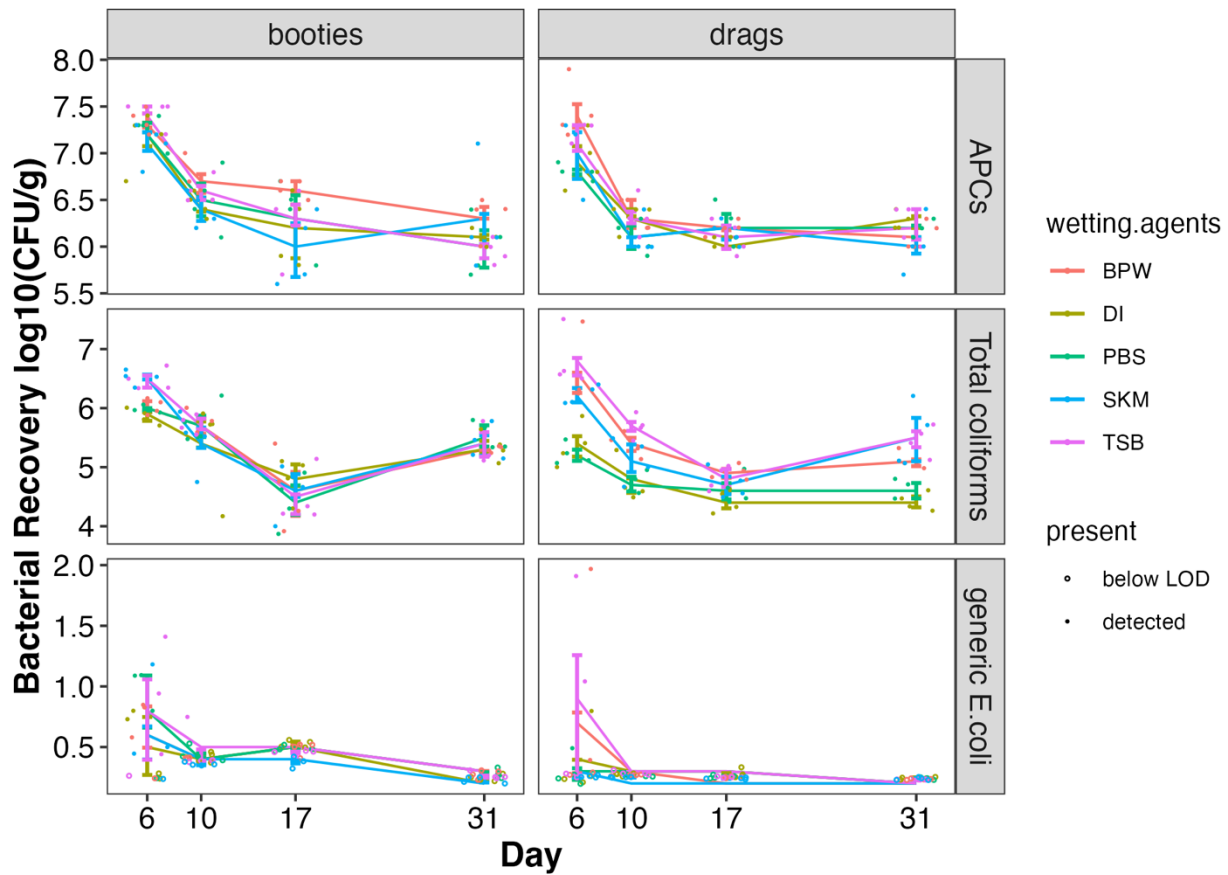 booties
drags
Bacterial Recovery log10(CFU/g)
8.0
7.5
7.0
6.5
6.0
5.5
APCs
7
6
5
4
Total coliforms
2.0
1.5
1.0
0.5
generic E.coli
6 10 17 31
6 10 17 31
Day
wetting.agents
BPW
DI
PBS
SKM
TSB
present
below LOD
detected